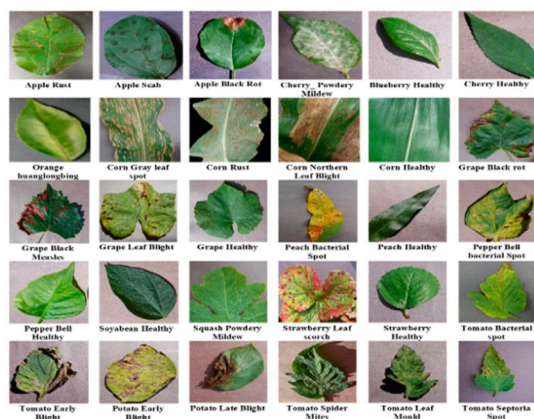 Apple Rust
Apple Scab
Apple Black Rot
Cherry_ Powdery
Mildew
Blueberry Healthy
Cherry Healthy
Orange
huanglongbing
Corn Gray leaf
spot
Corn Rust
Corn Northern
Leaf Blight
Corn Healthy
Grape Black rot
Grape Black
Measles
Grape Leaf Blight
Grape Healthy
Peach Bacterial
Spot
Peach Healthy
Pepper Bell
bacterial Spot
Pepper Bell
Healthy
Soyabean Healthy
Squash Powdery
Mildew
Strawberry Leaf
scorch
Strawberry
Healthy
Tomato Bacterial
spot
Tomato Early
Blight
Potato Early
Blight
Potato Late Blight
Tomato Spider
Mites
Tomato Leaf
Mould
Tomato Septoria
Spot